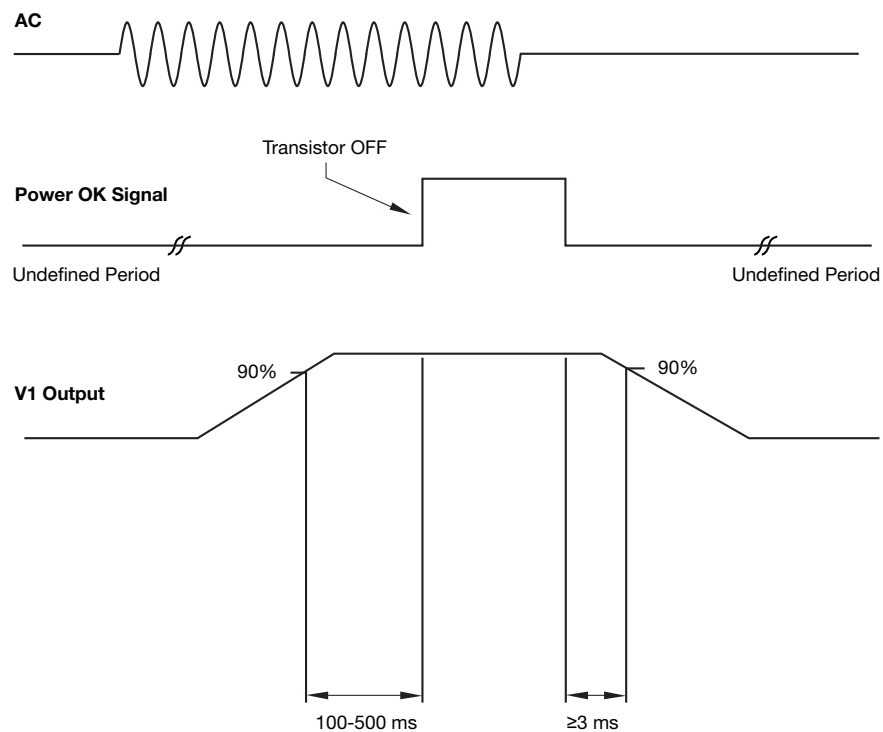 AC
Transistor OFF
Power OK Signal
Undefined Period
Undefined Period
90%
90%
V1 Output
100-500 ms
≥3 ms